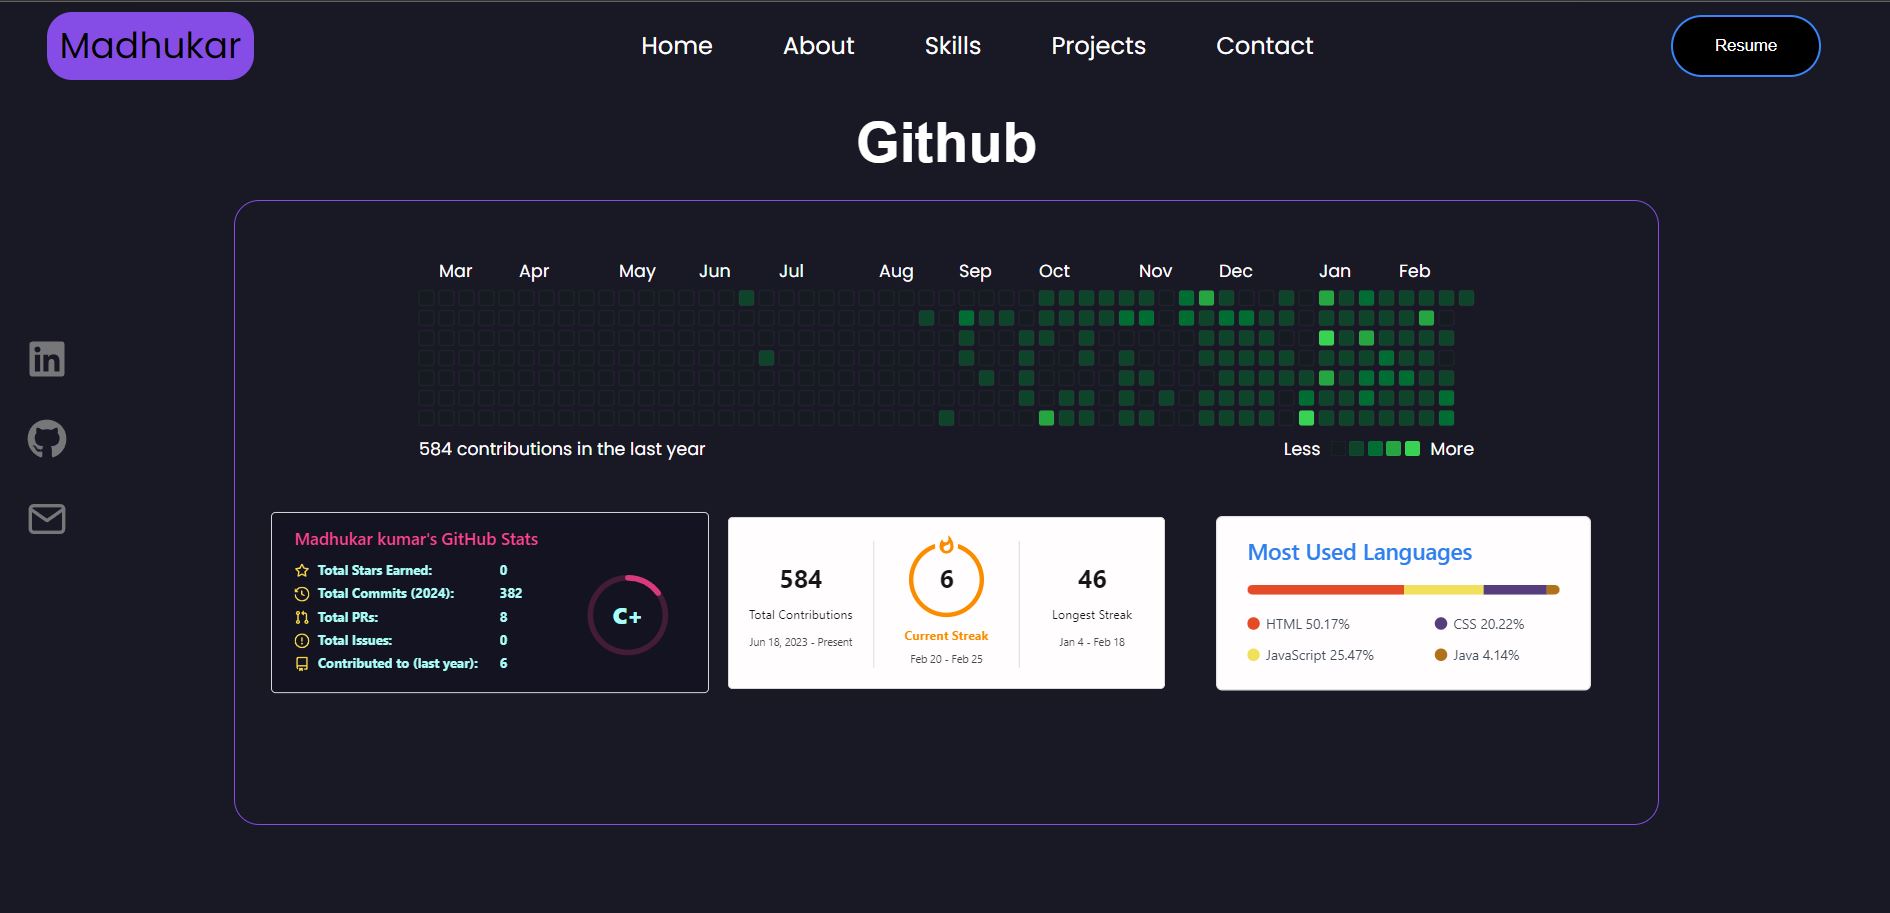 Madhukar
Home About Skills Projects Contact
Resume
Github
Mar Apr May Jun Jul Aug Sep Oct Nov Dec Jan Feb
584 contributions in the last year
Less More
Madhukar kumar's GitHub Stats
Total Stars Earned: 0
Total Commits (2024): 382
Total PRs: 8
Total Issues: 0
Contributed to (last year): 6
C+
584
Total Contributions
Jun 18, 2023 - Present
6
Current Streak
Feb 20 - Feb 25
46
Longest Streak
Jan 4 - Feb 18
Most Used Languages
HTML 50.17% CSS 20.22%
JavaScript 25.47% Java 4.14%